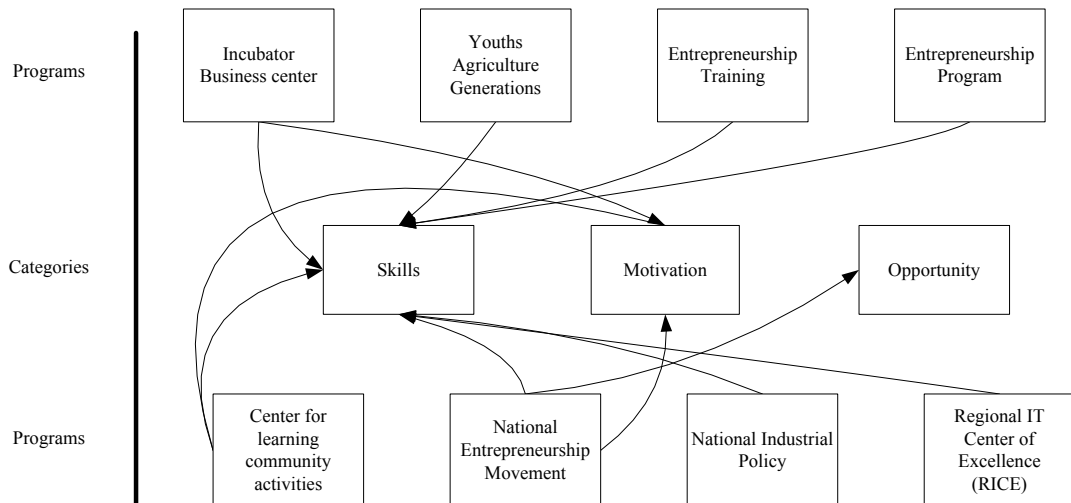 Programs
Incubator
Business center
Youths
Agriculture
Generations
Entrepreneurship
Training
Entrepreneurship
Program
Categories
Skills
Motivation
Opportunity
Programs
Center for
learning
community
activities
National
Entrepreneurship
Movement
National Industrial
Policy
Regional IT
Center of
Excellence
(RICE)